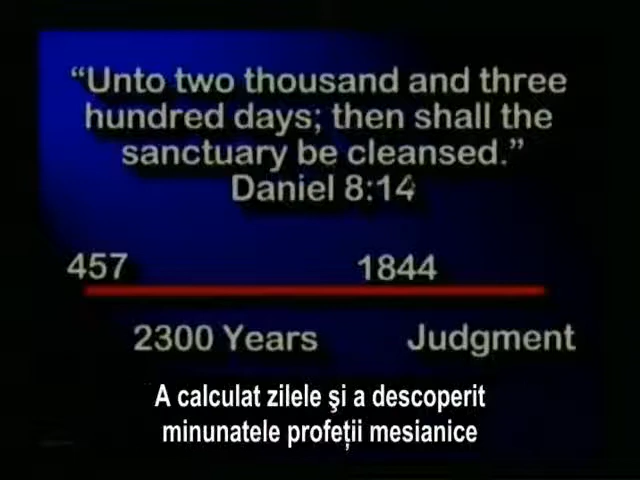 “Unto two thousand and three
hundred days; then shall the
sanctuary be cleansed.”
Daniel 8:14
457 1844
2300 Years Judgment
A calculat zilele şi a descoperit
minunatele profeţii mesianice